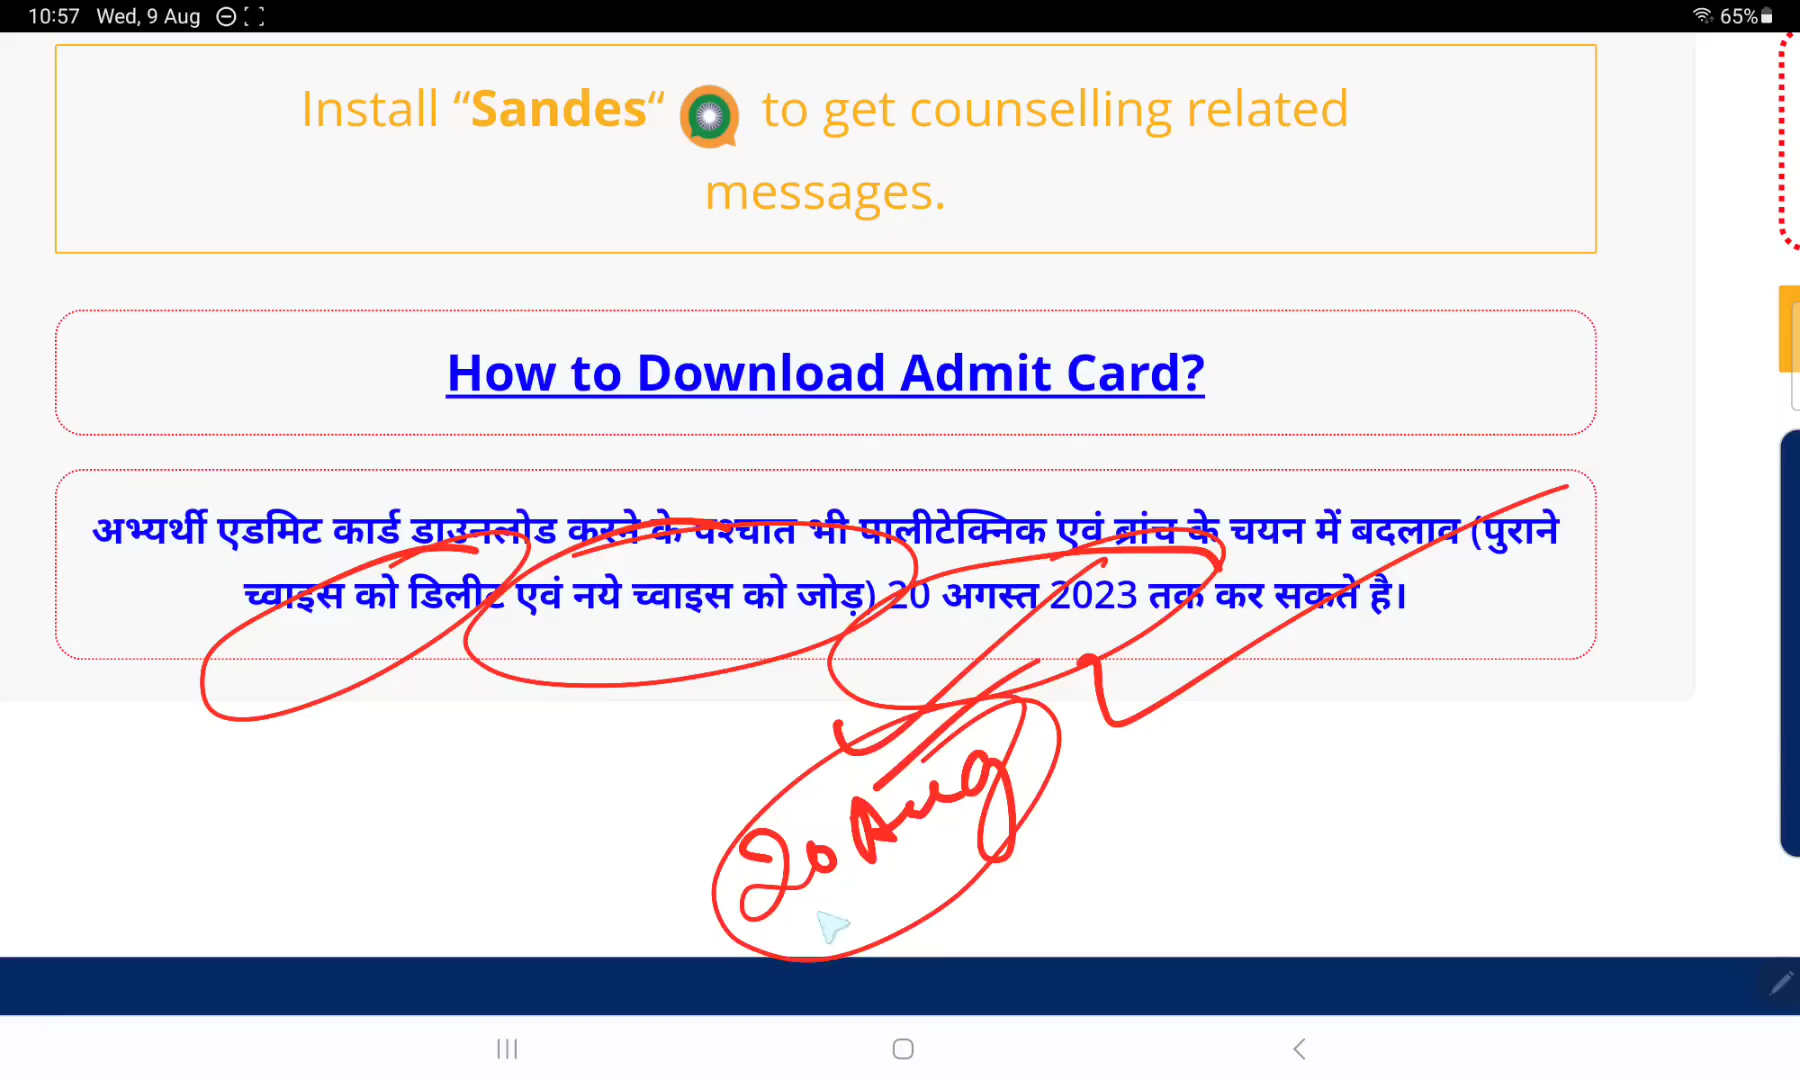 10:57 Wed, 9 Aug 65%
Install “Sandes“ to get counselling related
messages.
How to Download Admit Card?
अभ्यर्थी एडमिट कार्ड डाउनलोड करने के पश्चात भी पालीटेक्निक एवं ब्रांच के चयन में बदलाव (पुराने
च्वाइस को डिलीट एवं नये च्वाइस को जोड़) 20 अगस्त 2023 तक कर सकते है।
20 Aug